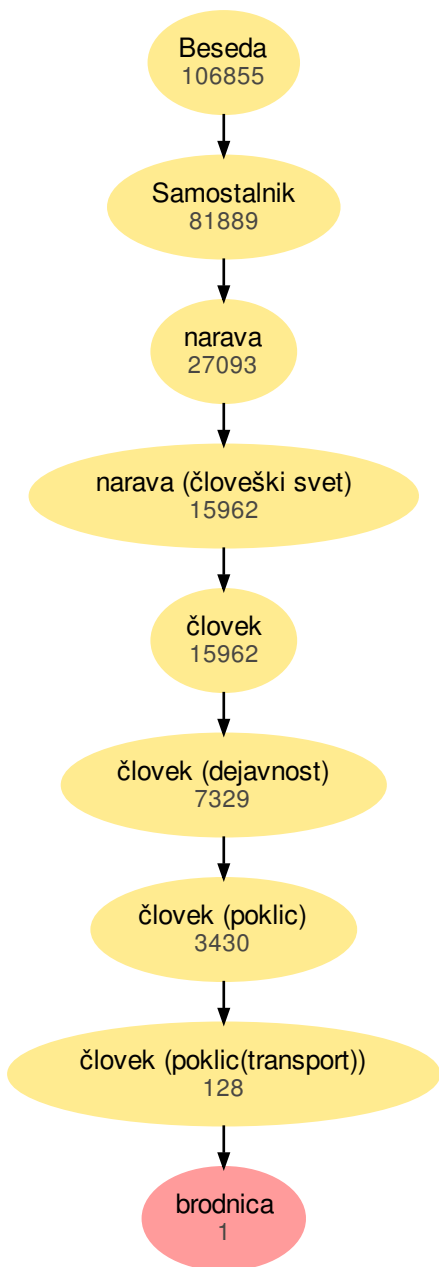 Beseda
106855
Samostalnik
81889
narava
27093
narava (človeški svet)
15962
človek
15962
človek (dejavnost)
7329
človek (poklic)
3430
človek (poklic(transport))
128
brodnica
1